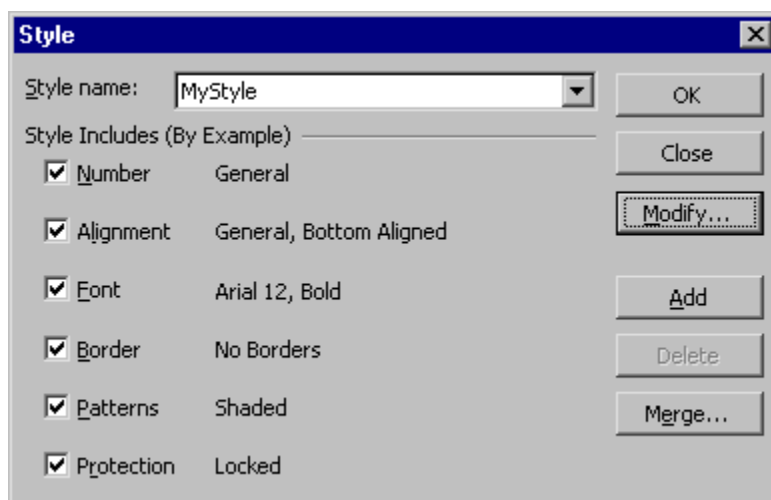 Style
Style name: MyStyle
OK
Style Includes (By Example)
Close
Number General
Modify...
Alignment General, Bottom Aligned
Font Arial 12, Bold
Add
Border No Borders
Delete
Patterns Shaded
Merge...
Protection Locked